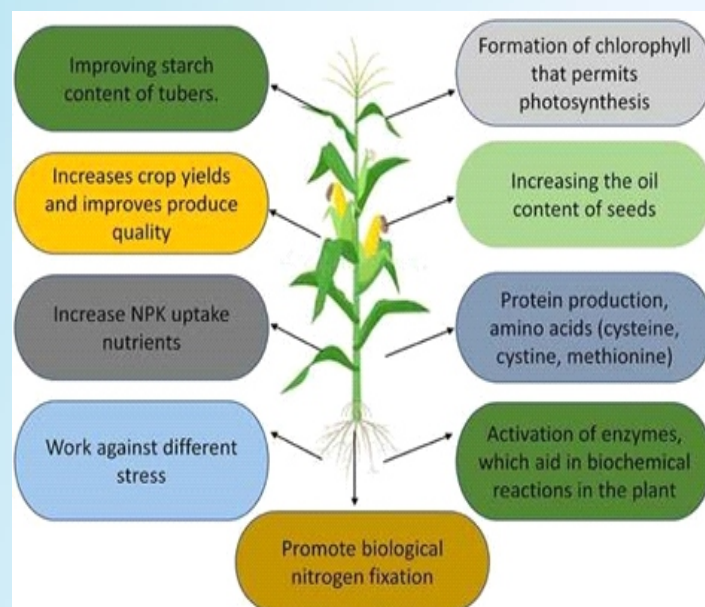 Improving starch
content of tubers.
Formation of chlorophyll
that permits
photosynthesis
Increases crop yields
and improves produce
quality
Increasing the oil
content of seeds
Increase NPK uptake
nutrients
Protein production,
amino acids (cysteine,
cystine, methionine)
Work against different
stress
Activation of enzymes,
which aid in biochemical
reactions in the plant
Promote biological
nitrogen fixation